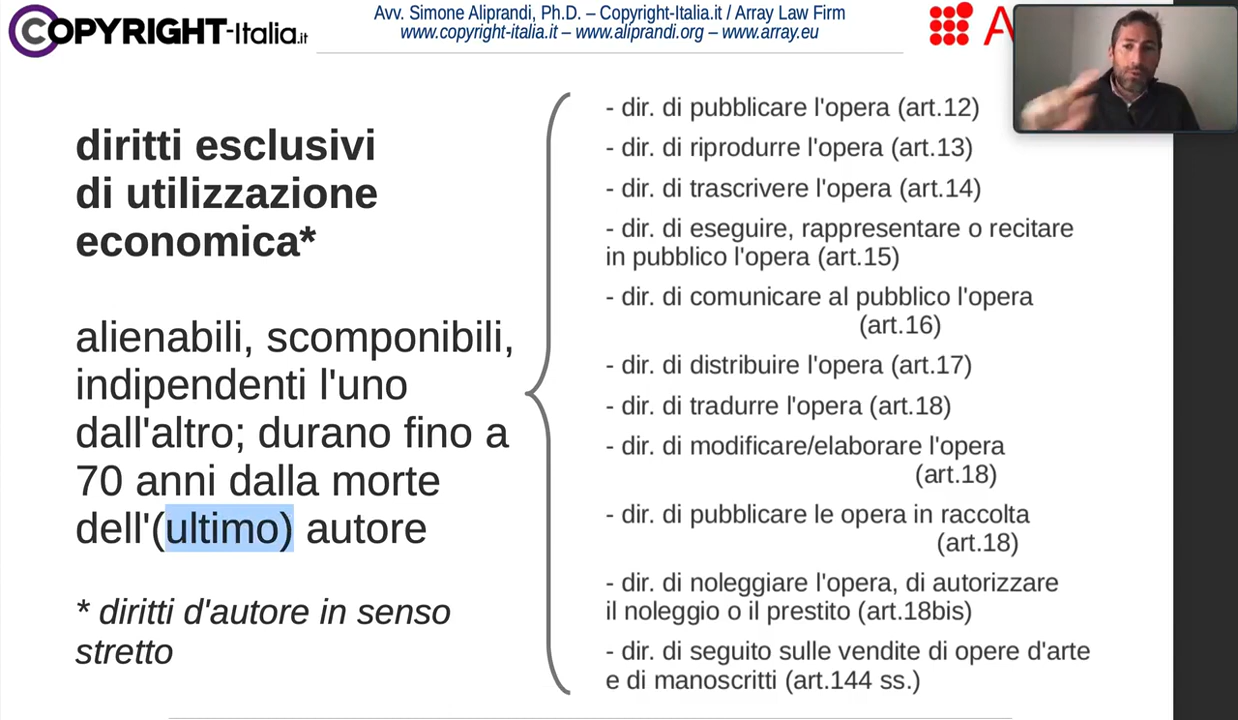 COPYRIGHT-Italia.it
Avv. Simone Aliprandi, Ph.D. – Copyright-Italia.it / Array Law Firm
www.copyright-italia.it – www.aliprandi.org – www.array.eu
A
diritti esclusivi
di utilizzazione
economica*
alienabili, scomponibili,
indipendenti l'uno
dall'altro; durano fino a
70 anni dalla morte
dell'(ultimo) autore
* diritti d'autore in senso
stretto
- dir. di pubblicare l'opera (art.12)
- dir. di riprodurre l'opera (art.13)
- dir. di trascrivere l'opera (art.14)
- dir. di eseguire, rappresentare o recitare
in pubblico l'opera (art.15)
- dir. di comunicare al pubblico l'opera
(art.16)
- dir. di distribuire l'opera (art.17)
- dir. di tradurre l'opera (art.18)
- dir. di modificare/elaborare l'opera
(art.18)
- dir. di pubblicare le opera in raccolta
(art.18)
- dir. di noleggiare l'opera, di autorizzare
il noleggio o il prestito (art.18bis)
- dir. di seguito sulle vendite di opere d'arte
e di manoscritti (art.144 ss.)